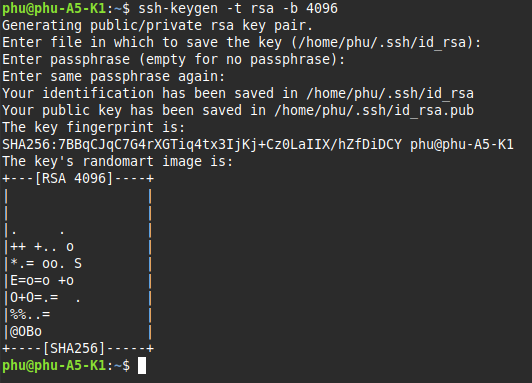 phu@phu-A5-K1:~$ ssh-keygen -t rsa -b 4096
Generating public/private rsa key pair.
Enter file in which to save the key (/home/phu/.ssh/id_rsa):
Enter passphrase (empty for no passphrase):
Enter same passphrase again:
Your identification has been saved in /home/phu/.ssh/id_rsa
Your public key has been saved in /home/phu/.ssh/id_rsa.pub
The key fingerprint is:
SHA256:7BBqCJqC7G4rXGTiq4tx3IjKj+Cz0LaIIX/hZfDiDCY phu@phu-A5-K1
The key's randomart image is:
+---[RSA 4096]----+
|                 |
|                 |
|.     .          |
|++ +.. o         |
|*.= oo. S        |
|E=o=o +o         |
|O+O=.=  .        |
|%%..=            |
|@OBo             |
+----[SHA256]-----+
phu@phu-A5-K1:~$